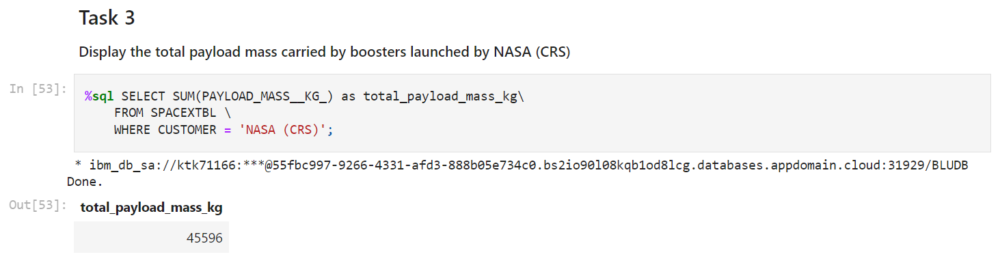 Task 3
Display the total payload mass carried by boosters launched by NASA (CRS)
In [53]:
%sql SELECT SUM(PAYLOAD_MASS__KG_) as total_payload_mass_kg\
FROM SPACEXTBL \
WHERE CUSTOMER = 'NASA (CRS)';
* ibm_db_sa://ktk71166:***@55fbc997-9266-4331-afd3-888b05e734c0.bs2io90l08kqb1od8lcg.databases.appdomain.cloud:31929/BLUDB
Done.
Out[53]:
total_payload_mass_kg
45596